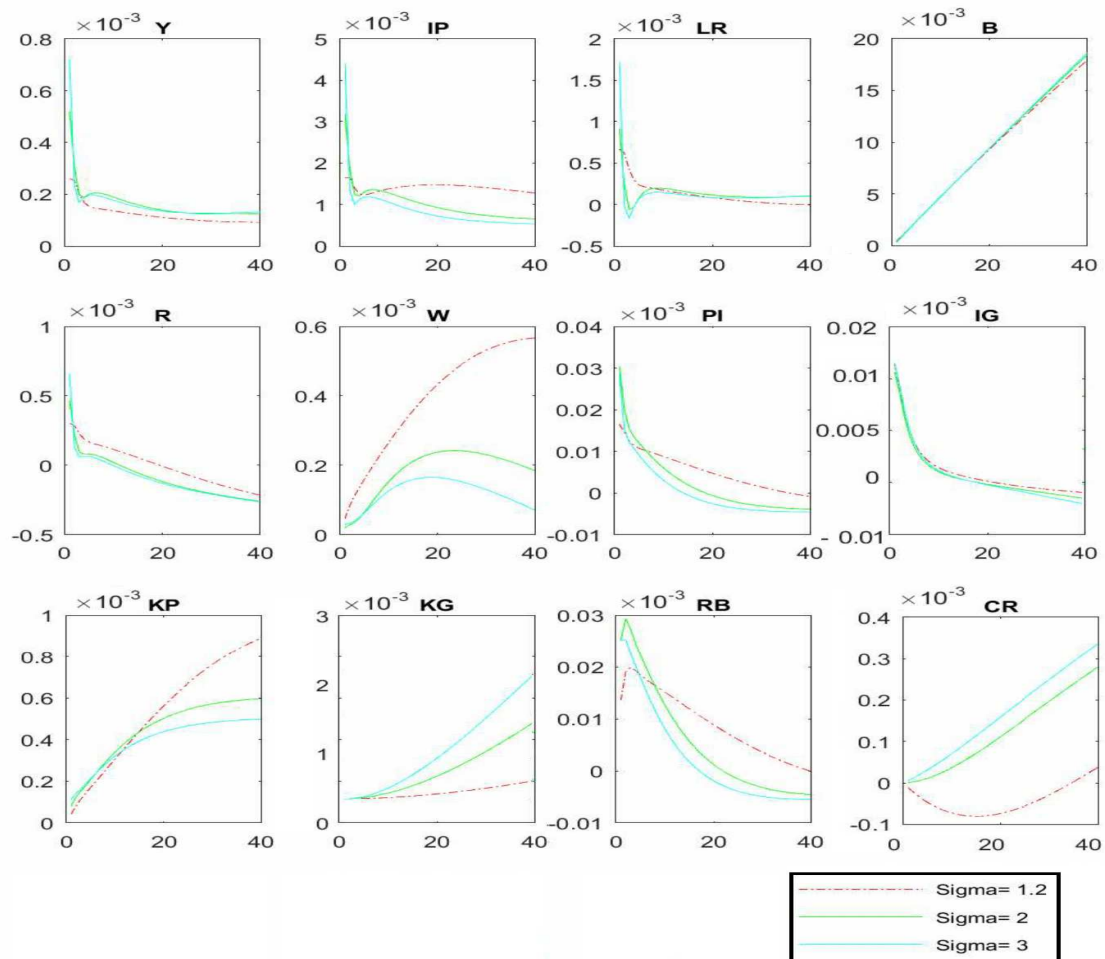 × 10-3 Y
0.8
0.6
0.4
0.2
0
0 20 40
× 10-3 IP
5
4
3
2
1
0
0 20 40
× 10-3 LR
2
1.5
1
0.5
0
-0.5
0 20 40
× 10-3 B
20
15
10
5
0
0 20 40
× 10-3 R
1
0.5
0
-0.5
0 20 40
× 10-3 W
0.6
0.4
0.2
0
0 20 40
× 10-3 PI
0.04
0.03
0.02
0.01
0
-0.01
0 20 40
× 10-3 IG
0.02
0.01
0.005
0
- 0.01
0 20 40
× 10-3 KP
1
0.8
0.6
0.4
0.2
0
0 20 40
× 10-3 KG
3
2
1
0
0 20 40
× 10-3 RB
0.03
0.02
0.01
0
-0.01
0 20 40
× 10-3 CR
0.4
0.3
0.2
0.1
0
-0.1
0 20 40
Sigma= 1.2
Sigma= 2
Sigma= 3